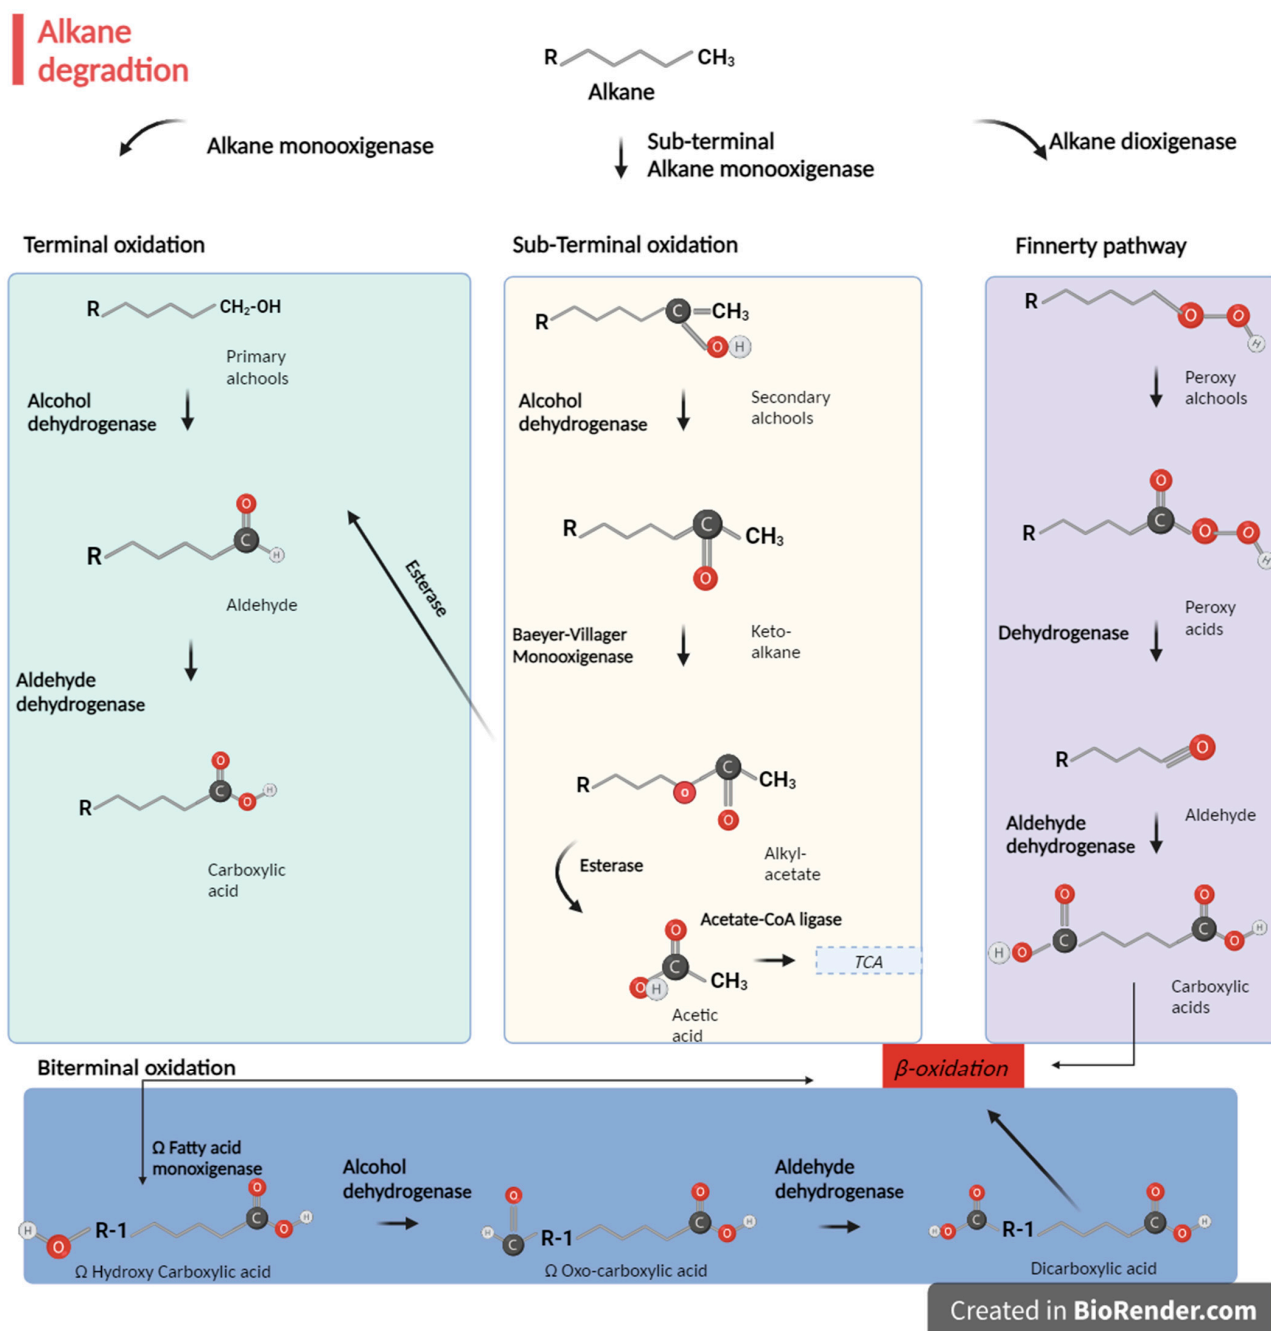 Alkane
degradtion
R CH₃
Alkane
Alkane monooxigenase
Sub-terminal
Alkane monooxigenase
Alkane dioxigenase
Terminal oxidation
R CH₂-OH
Primary
alchools
Alcohol
dehydrogenase
O
R C H
Aldehyde
Aldehyde
dehydrogenase
O
R C O H
Carboxylic
acid
Esterase
Sub-Terminal oxidation
R C CH₃
O H
Alcohol
dehydrogenase
Secondary
alchools
R C CH₃
O
Baeyer-Villager
Monooxigenase
Keto-
alkane
R O C CH₃
O
Alkyl-
acetate
Esterase
Acetate-CoA ligase
O
C
O H CH₃
TCA
Acetic
acid
Finnerty pathway
R O O H
Peroxy
alchools
O
R C O O H
Peroxy
acids
Dehydrogenase
R O
Aldehyde
Aldehyde
dehydrogenase
O O
H O C C O H
Carboxylic
acids
β-oxidation
Biterminal oxidation
Ω Fatty acid
monoxigenase
O
H O R-1 C O H
Ω Hydroxy Carboxylic acid
Alcohol
dehydrogenase
O O
H C R-1 C O H
Ω Oxo-carboxylic acid
Aldehyde
dehydrogenase
O O
H O C R-1 C O H
Dicarboxylic acid
Created in BioRender.com